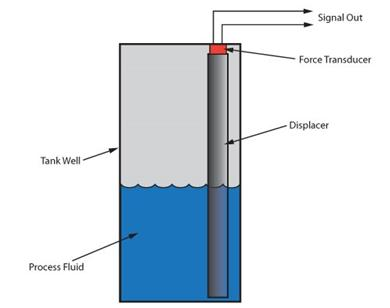 Signal Out
Force Transducer
Displacer
Tank Well
Process Fluid